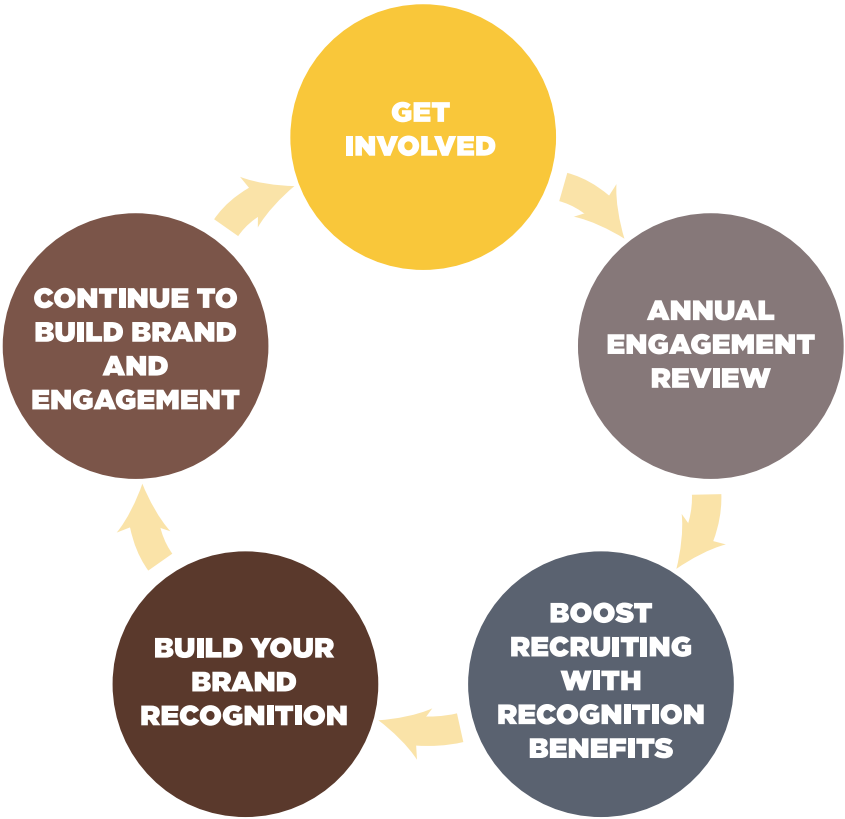 GET
INVOLVED
ANNUAL
ENGAGEMENT
REVIEW
BOOST
RECRUITING
WITH
RECOGNITION
BENEFITS
BUILD YOUR
BRAND
RECOGNITION
CONTINUE TO
BUILD BRAND
AND
ENGAGEMENT